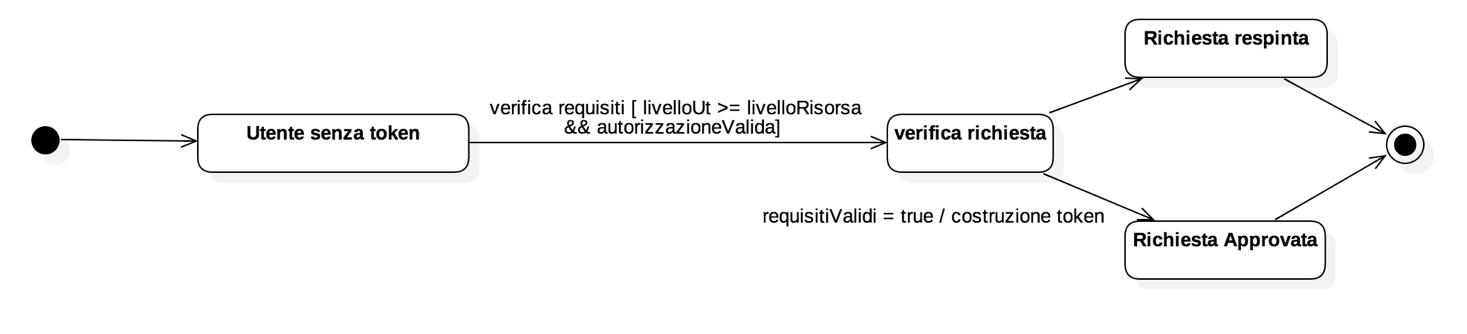 Richiesta respinta
verifica requisiti [ livelloUt >= livelloRisorsa
&& autorizzazioneValida]
Utente senza token
verifica richiesta
requisitiValidi = true / costruzione token
Richiesta Approvata